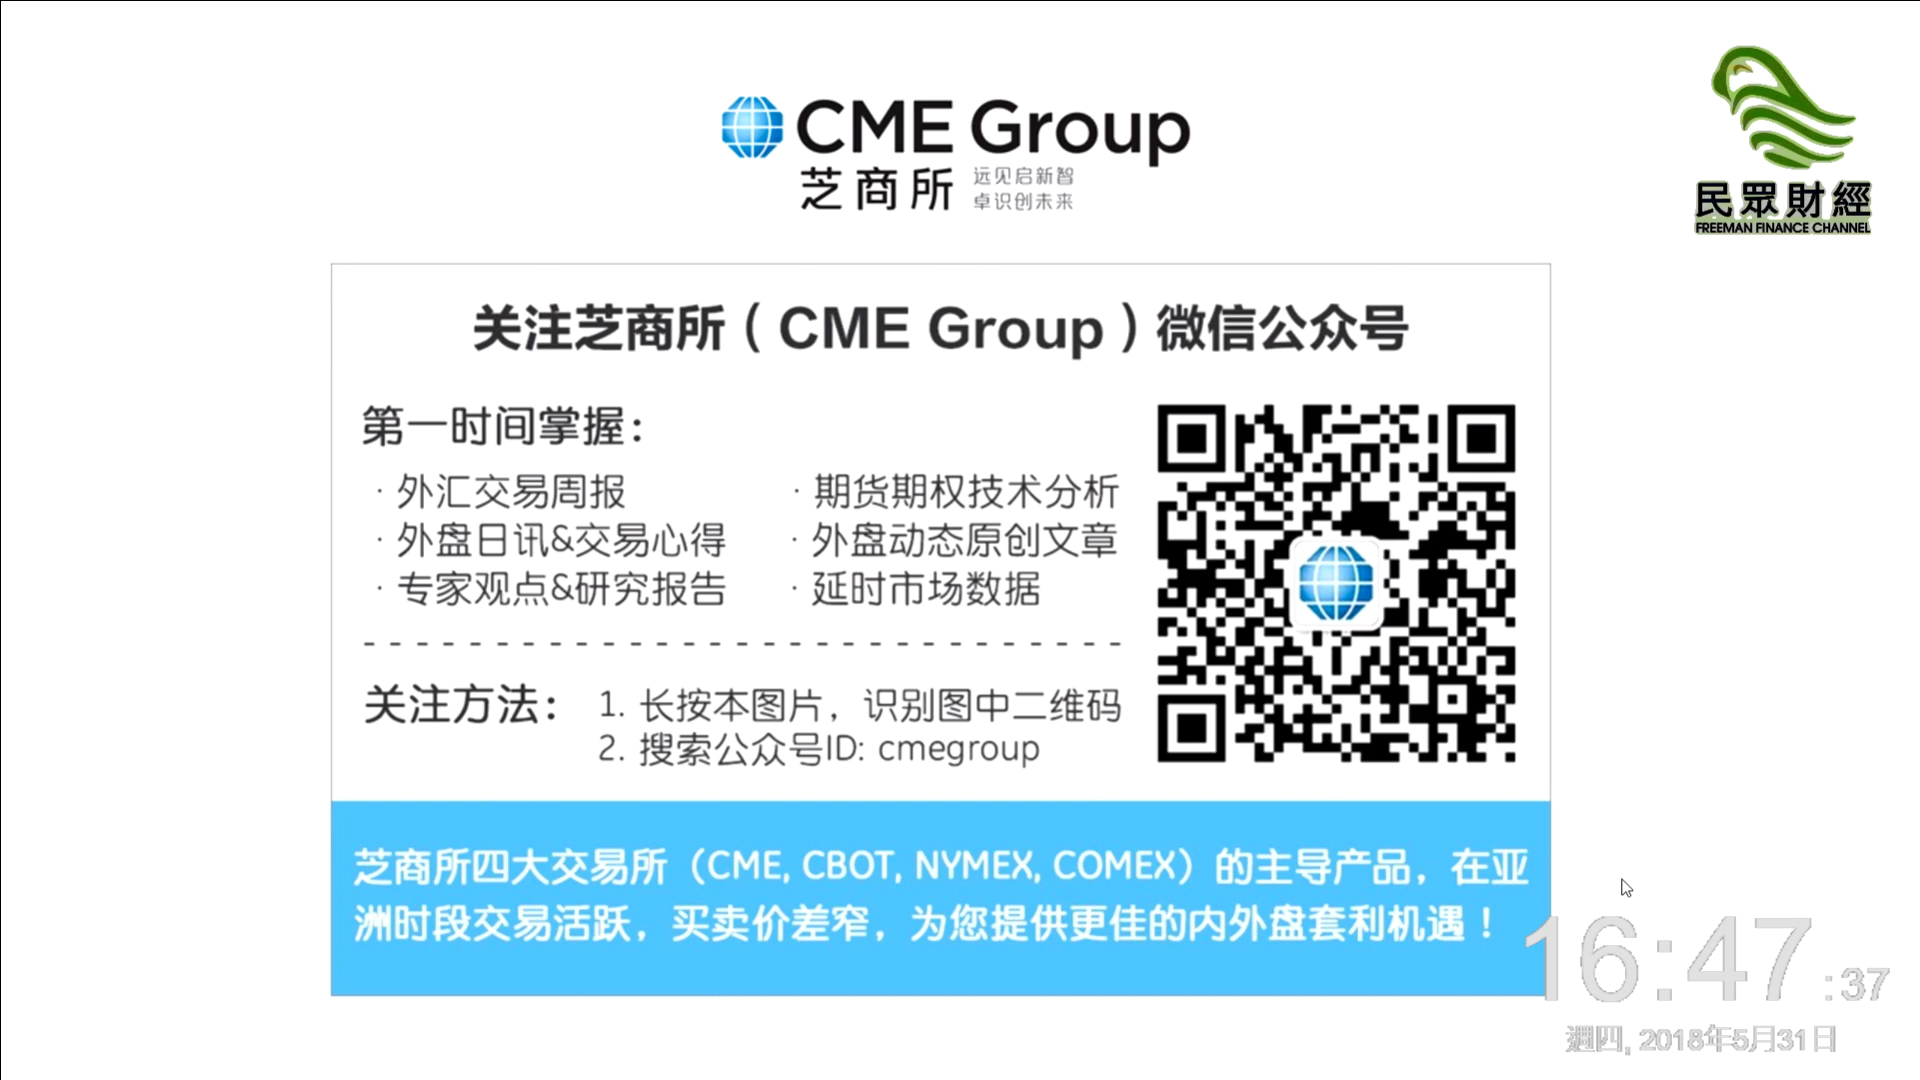 CME Group
芝商所
远见启新智
卓识创未来
民眾財經
FREEMAN FINANCE CHANNEL
关注芝商所（CME Group）微信公众号
第一时间掌握：
· 外汇交易周报
· 期货期权技术分析
· 外盘日讯&交易心得
· 外盘动态原创文章
· 专家观点&研究报告
· 延时市场数据
关注方法：
1. 长按本图片，识别图中二维码
2. 搜索公众号ID: cmegroup
芝商所四大交易所（CME, CBOT, NYMEX, COMEX）的主导产品，在亚
洲时段交易活跃，买卖价差窄，为您提供更佳的内外盘套利机遇！
16:47:37
週四, 2018年5月31日